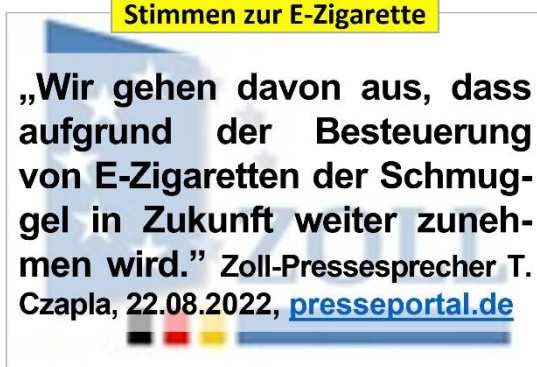 Stimmen zur E-Zigarette
„Wir gehen davon aus, dass
aufgrund der Besteuerung
von E-Zigaretten der Schmug-
gel in Zukunft weiter zuneh-
men wird.” Zoll-Pressesprecher T.
Czapla, 22.08.2022, presseportal.de
ZOLL